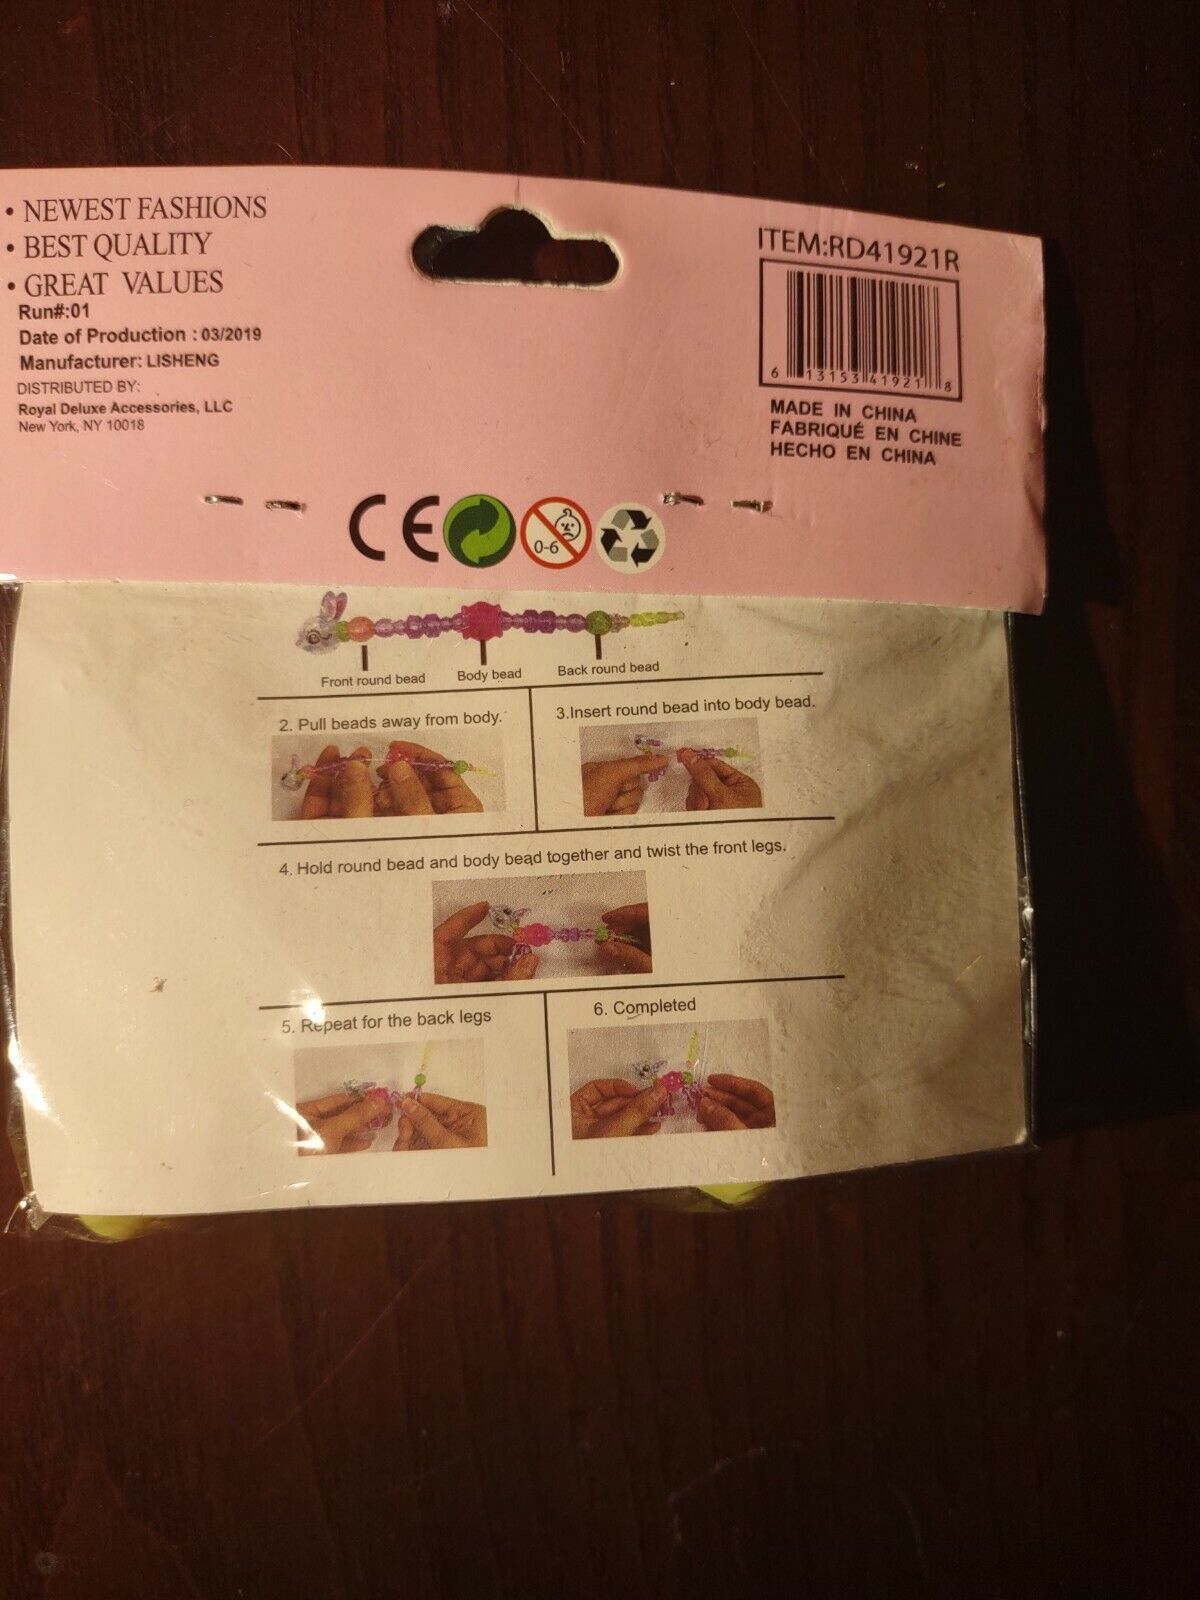 • NEWEST FASHIONS
• BEST QUALITY
• GREAT VALUES
Run#:01
Date of Production : 03/2019
Manufacturer: LISHENG
DISTRIBUTED BY:
Royal Deluxe Accessories, LLC
New York, NY 10018
ITEM:RD41921R
6 13153 41921 8
MADE IN CHINA
FABRIQUÉ EN CHINE
HECHO EN CHINA
CE
0-6
Front round bead
Body bead
Back round bead
2. Pull beads away from body.
3.Insert round bead into body bead.
4. Hold round bead and body bead together and twist the front legs.
5. Repeat for the back legs
6. Completed